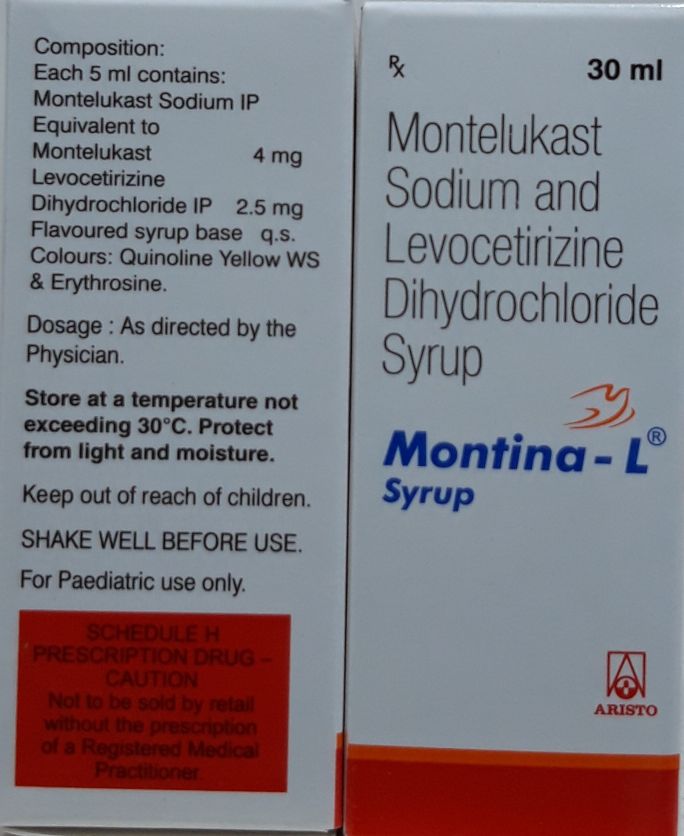 Composition:
Each 5 ml contains:
Montelukast Sodium IP
Equivalent to
Montelukast 4 mg
Levocetirizine
Dihydrochloride IP 2.5 mg
Flavoured syrup base q.s.
Colours: Quinoline Yellow WS
& Erythrosine.
Dosage : As directed by the
Physician.
Store at a temperature not
exceeding 30°C. Protect
from light and moisture.
Keep out of reach of children.
SHAKE WELL BEFORE USE.
For Paediatric use only.
SCHEDULE H
PRESCRIPTION DRUG –
CAUTION
Not to be sold by retail
without the prescription
of a Registered Medical
Practitioner.
Rx 30 ml
Montelukast
Sodium and
Levocetirizine
Dihydrochloride
Syrup
Montina - L®
Syrup
ARISTO